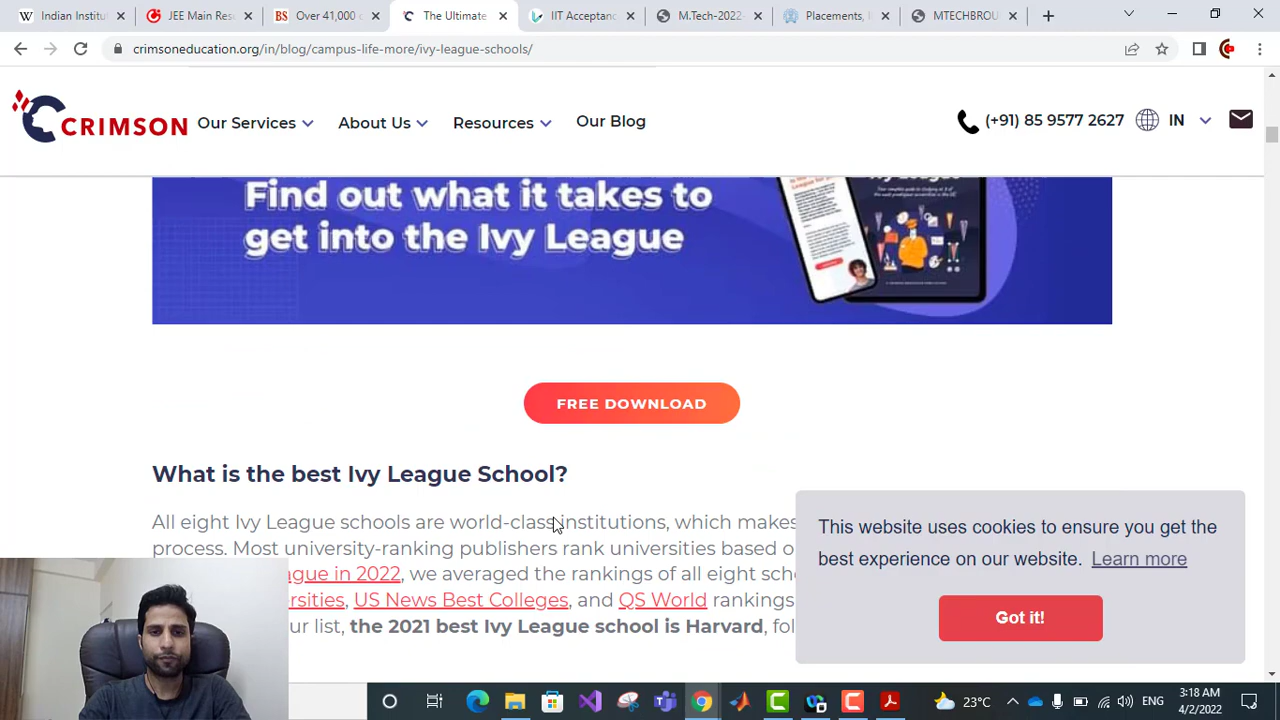 Indian Institu
JEE Main Res
BS Over 41,000 c
The Ultimate
IIT Acceptanc
M.Tech-2022-
Placements, I
MTECHBROU
crimsoneducation.org/in/blog/campus-life-more/ivy-league-schools/
CRIMSON
Our Services
About Us
Resources
Our Blog
(+91) 85 9577 2627
IN
Find out what it takes to
get into the Ivy League
FREE DOWNLOAD
What is the best Ivy League School?
All eight Ivy League schools are world-class institutions, which makes
process. Most university-ranking publishers rank universities based o
ague in 2022, we averaged the rankings of all eight sch
rsities, US News Best Colleges, and QS World rankings
ur list, the 2021 best Ivy League school is Harvard, fol
This website uses cookies to ensure you get the
best experience on our website. Learn more
Got it!
23°C
ENG
3:18 AM
4/2/2022